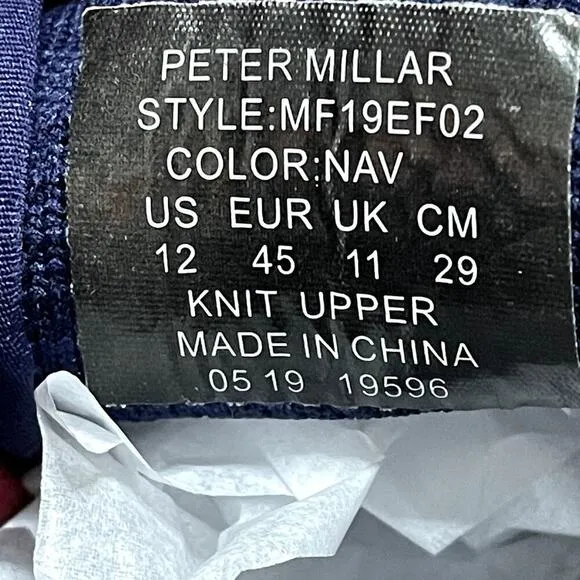 PETER MILLAR
STYLE:MF19EF02
COLOR:NAV
US EUR UK CM
12 45 11 29
KNIT UPPER
MADE IN CHINA
05 19 19596